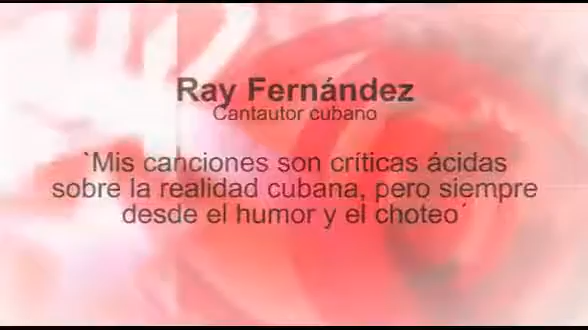 Ray Fernández
Cantautor cubano
`Mis canciones son críticas ácidas
sobre la realidad cubana, pero siempre
desde el humor y el choteo´